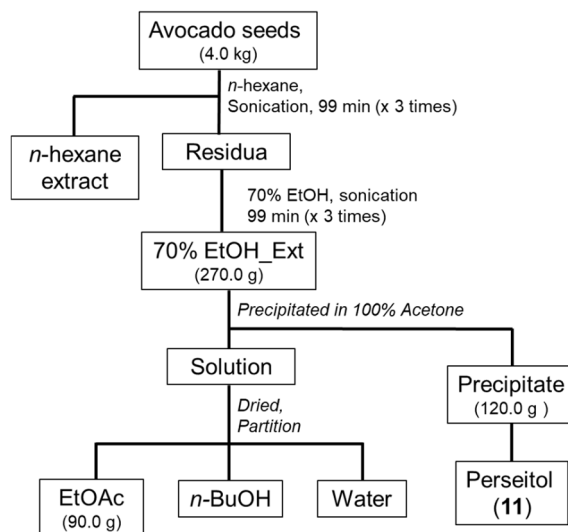 Avocado seeds
(4.0 kg)
n-hexane,
Sonication, 99 min (x 3 times)
n-hexane
extract
Residua
70% EtOH, sonication
99 min (x 3 times)
70% EtOH_Ext
(270.0 g)
Precipitated in 100% Acetone
Solution
Precipitate
(120.0 g )
Dried,
Partition
EtOAc
(90.0 g)
n-BuOH
Water
Perseitol
(11)